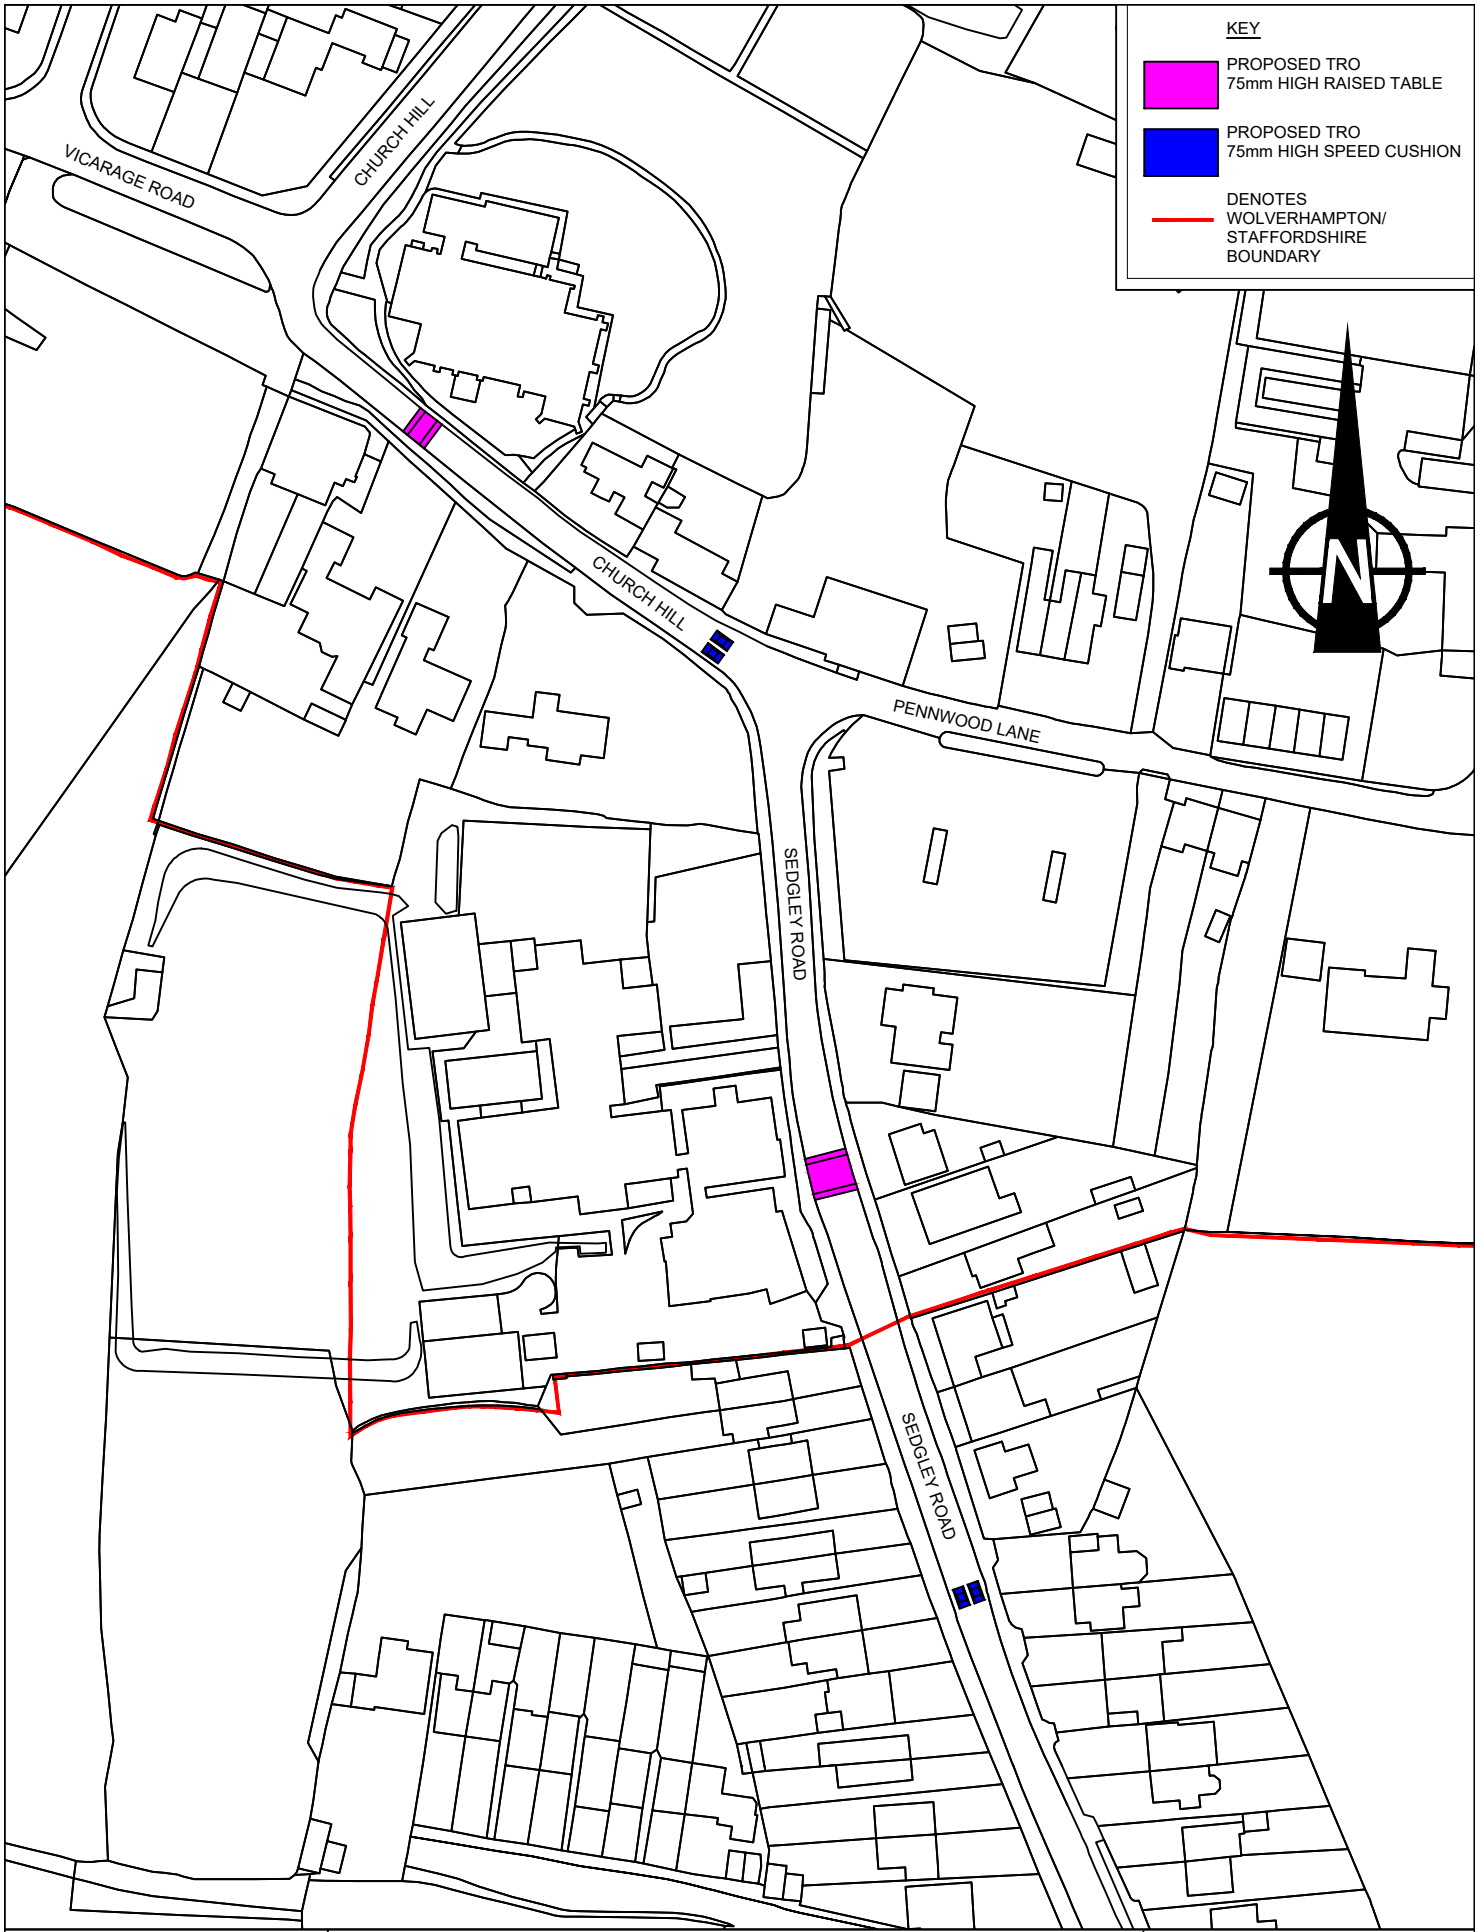 KEY
PROPOSED TRO
75mm HIGH RAISED TABLE
PROPOSED TRO
75mm HIGH SPEED CUSHION
DENOTES
WOLVERHAMPTON/
STAFFORDSHIRE
BOUNDARY
CHURCH HILL
VICARAGE ROAD
N
CHURCH HILL
PENNWOOD LANE
SEDGLEY ROAD
SEDGLEY ROAD